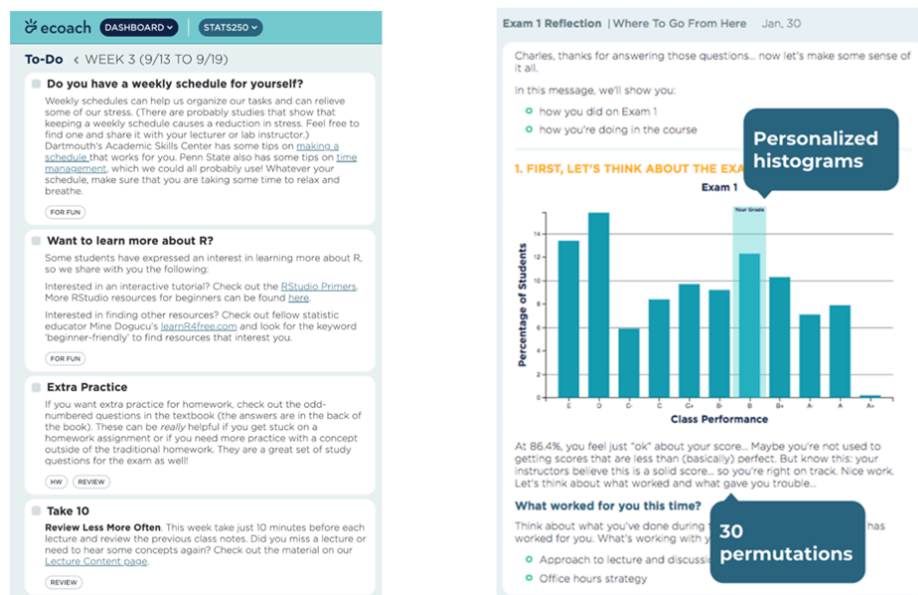 ecoach DASHBOARD STATS250
To-Do < WEEK 3 (9/13 TO 9/19)
Do you have a weekly schedule for yourself?
Weekly schedules can help us organize our tasks and can relieve
some of our stress. (There are probably studies that show that
keeping a weekly schedule causes a reduction in stress. Feel free to
find one and share it with your lecturer or lab instructor.)
Dartmouth's Academic Skills Center has some tips on making a
schedule that works for you. Penn State also has some tips on time
management, which we could all probably use! Whatever your
schedule, make sure that you are taking some time to relax and
breathe.
FOR FUN
Want to learn more about R?
Some students have expressed an interest in learning more about R,
so we share with you the following:
Interested in an interactive tutorial? Check out the RStudio Primers.
More RStudio resources for beginners can be found here.
Interested in finding other resources? Check out fellow statistic
educator Mine Dogucu's learnR4free.com and look for the keyword
'beginner-friendly' to find resources that interest you.
FOR FUN
Extra Practice
If you want extra practice for homework, check out the odd-
numbered questions in the textbook (the answers are in the back of
the book). These can be really helpful if you get stuck on a
homework assignment or if you need more practice with a concept
outside of the traditional homework. They are a great set of study
questions for the exam as well!
HW REVIEW
Take 10
Review Less More Often. This week take just 10 minutes before each
lecture and review the previous class notes. Did you miss a lecture or
need to hear some concepts again? Check out the material on our
Lecture Content page.
REVIEW
Exam 1 Reflection | Where To Go From Here Jan, 30
Charles, thanks for answering those questions... now let's make some sense of
it all.
In this message, we'll show you:
how you did on Exam 1
how you're doing in the course
Personalized
histograms
1. FIRST, LET'S THINK ABOUT THE EXA
Exam 1
Your Grade
Percentage of Students
14
12
10
8
6
4
2
0
E D C- C C+ B- B B+ A- A A+
Class Performance
At 86.4%, you feel just "ok" about your score... Maybe you're not used to
getting scores that are less than (basically) perfect. But know this: your
instructors believe this is a solid score... so you're right on track. Nice work.
Let's think about what worked and what gave you trouble...
What worked for you this time?
Think about what you've done during has
worked for you. What's working with
30
permutations
Approach to lecture and
Office hours strategy